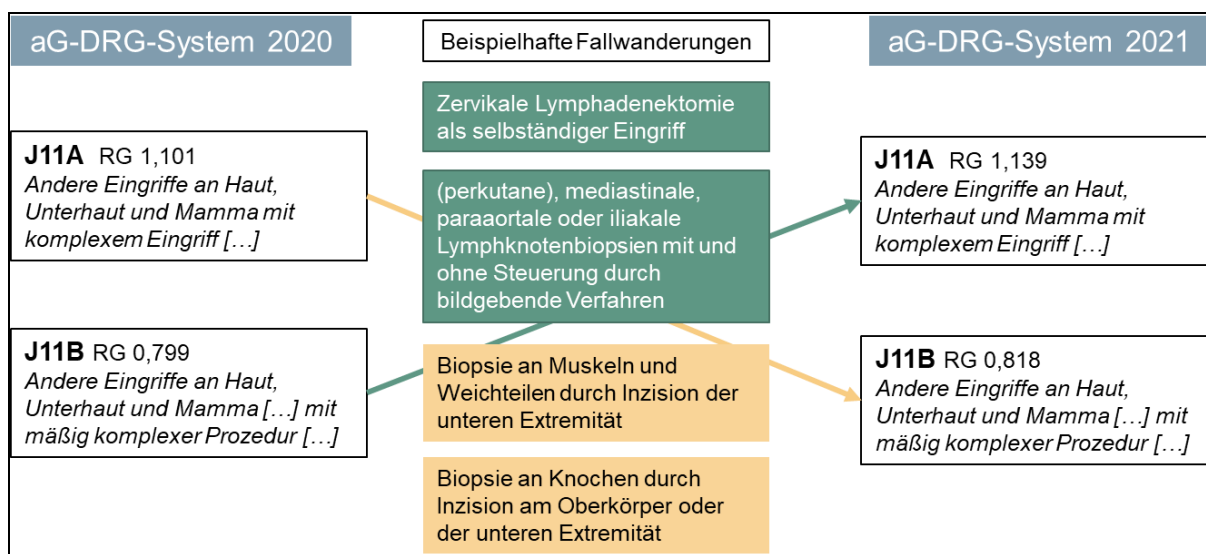 aG-DRG-System 2020
Beispielhafte Fallwanderungen
aG-DRG-System 2021
J11A RG 1,101
Andere Eingriffe an Haut,
Unterhaut und Mamma mit
komplexem Eingriff […]
J11B RG 0,799
Andere Eingriffe an Haut,
Unterhaut und Mamma […] mit
mäßig komplexer Prozedur […]
Zervikale Lymphadenektomie
als selbständiger Eingriff
(perkutane), mediastinale,
paraaortale oder iliakale
Lymphknotenbiopsien mit und
ohne Steuerung durch
bildgebende Verfahren
Biopsie an Muskeln und
Weichteilen durch Inzision der
unteren Extremität
Biopsie an Knochen durch
Inzision am Oberkörper oder
der unteren Extremität
J11A RG 1,139
Andere Eingriffe an Haut,
Unterhaut und Mamma mit
komplexem Eingriff […]
J11B RG 0,818
Andere Eingriffe an Haut,
Unterhaut und Mamma […] mit
mäßig komplexer Prozedur […]